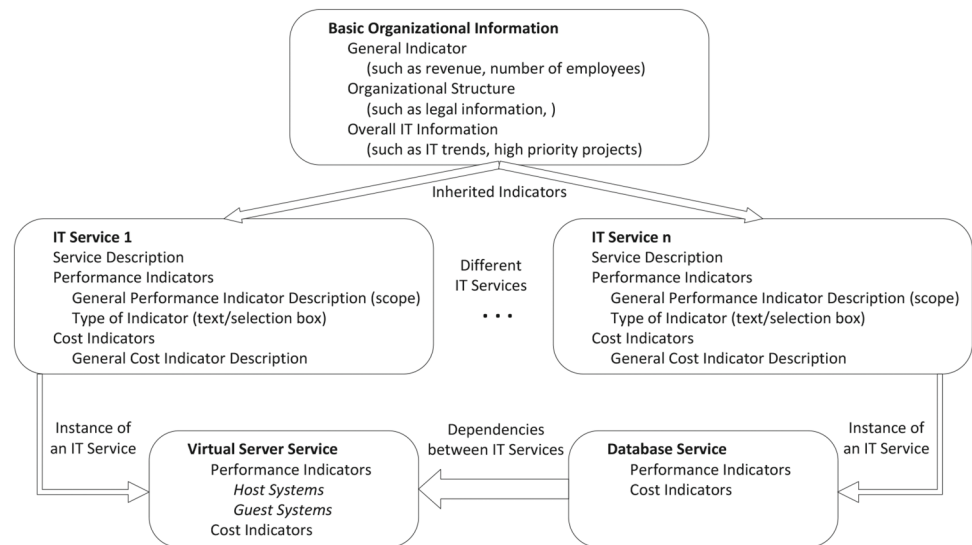 Basic Organizational Information
General Indicator
(such as revenue, number of employees)
Organizational Structure
(such as legal information, )
Overall IT Information
(such as IT trends, high priority projects)
Inherited Indicators
IT Service 1
Service Description
Performance Indicators
General Performance Indicator Description (scope)
Type of Indicator (text/selection box)
Cost Indicators
General Cost Indicator Description
Different
IT Services
...
IT Service n
Service Description
Performance Indicators
General Performance Indicator Description (scope)
Type of Indicator (text/selection box)
Cost Indicators
General Cost Indicator Description
Instance of
an IT Service
Virtual Server Service
Performance Indicators
Host Systems
Guest Systems
Cost Indicators
Dependencies
between IT Services
Database Service
Performance Indicators
Cost Indicators
Instance of
an IT Service